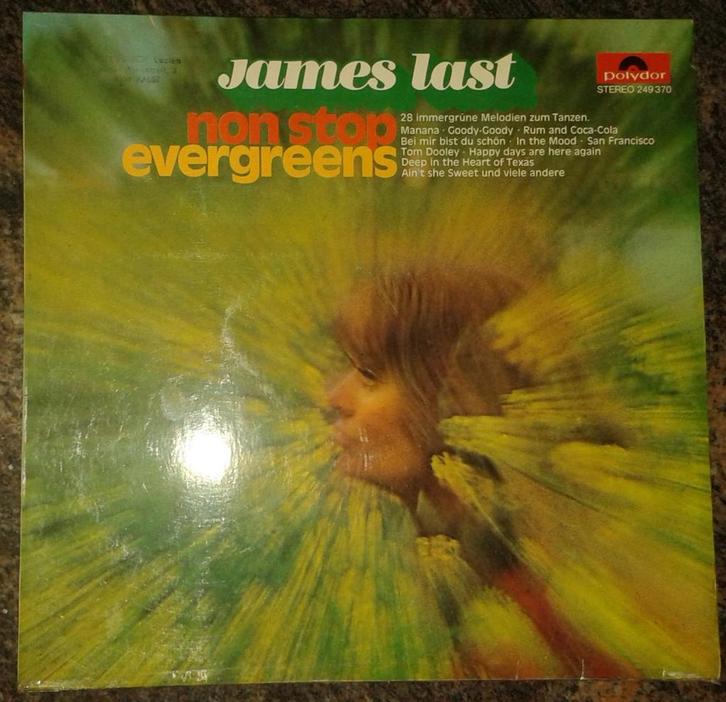 james last
polydor
STEREO 249370
non stop
evergreens
28 immergrüne Melodien zum Tanzen.
Manana · Goody-Goody · Rum and Coca-Cola
Bei mir bist du schön · In the Mood · San Francisco
Tom Dooley · Happy days are here again
Deep in the Heart of Texas
Ain't she Sweet und viele andere